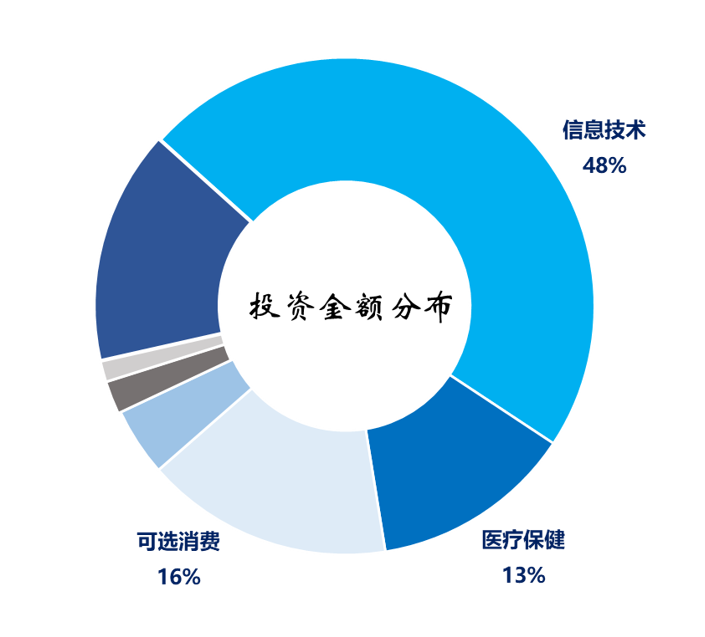 信息技术
48%
投资金额分布
可选消费
16%
医疗保健
13%